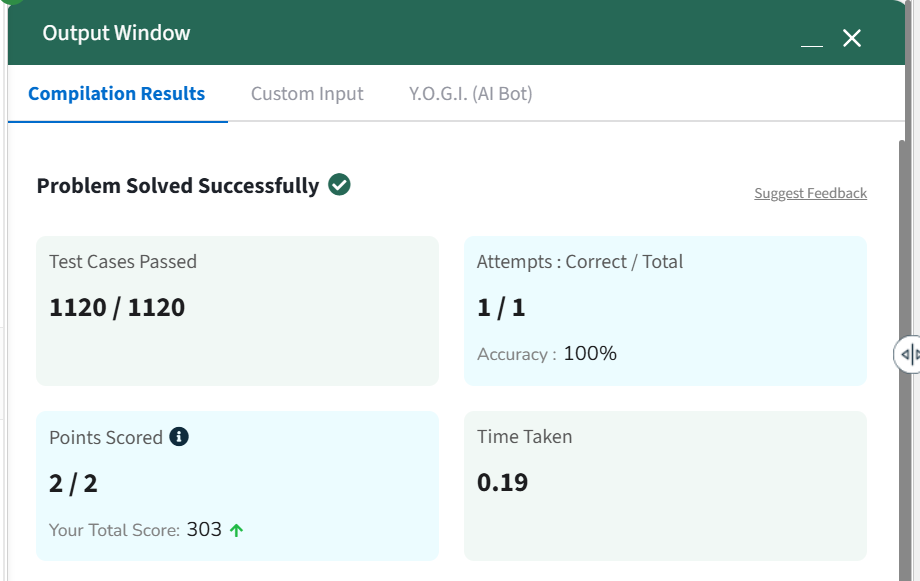 Output Window
Compilation Results Custom Input Y.O.G.I. (AI Bot)
Problem Solved Successfully
Suggest Feedback
Test Cases Passed
1120 / 1120
Attempts : Correct / Total
1 / 1
Accuracy : 100%
Points Scored
2 / 2
Your Total Score: 303
Time Taken
0.19